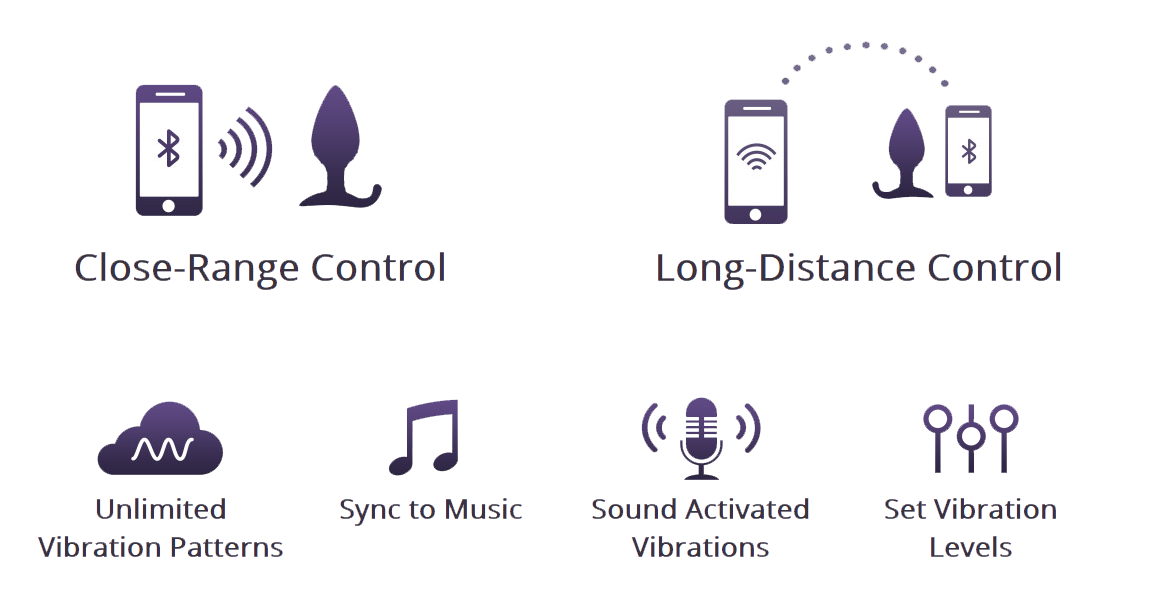 Close-Range Control
Long-Distance Control
Unlimited
Vibration Patterns
Sync to Music
Sound Activated
Vibrations
Set Vibration
Levels